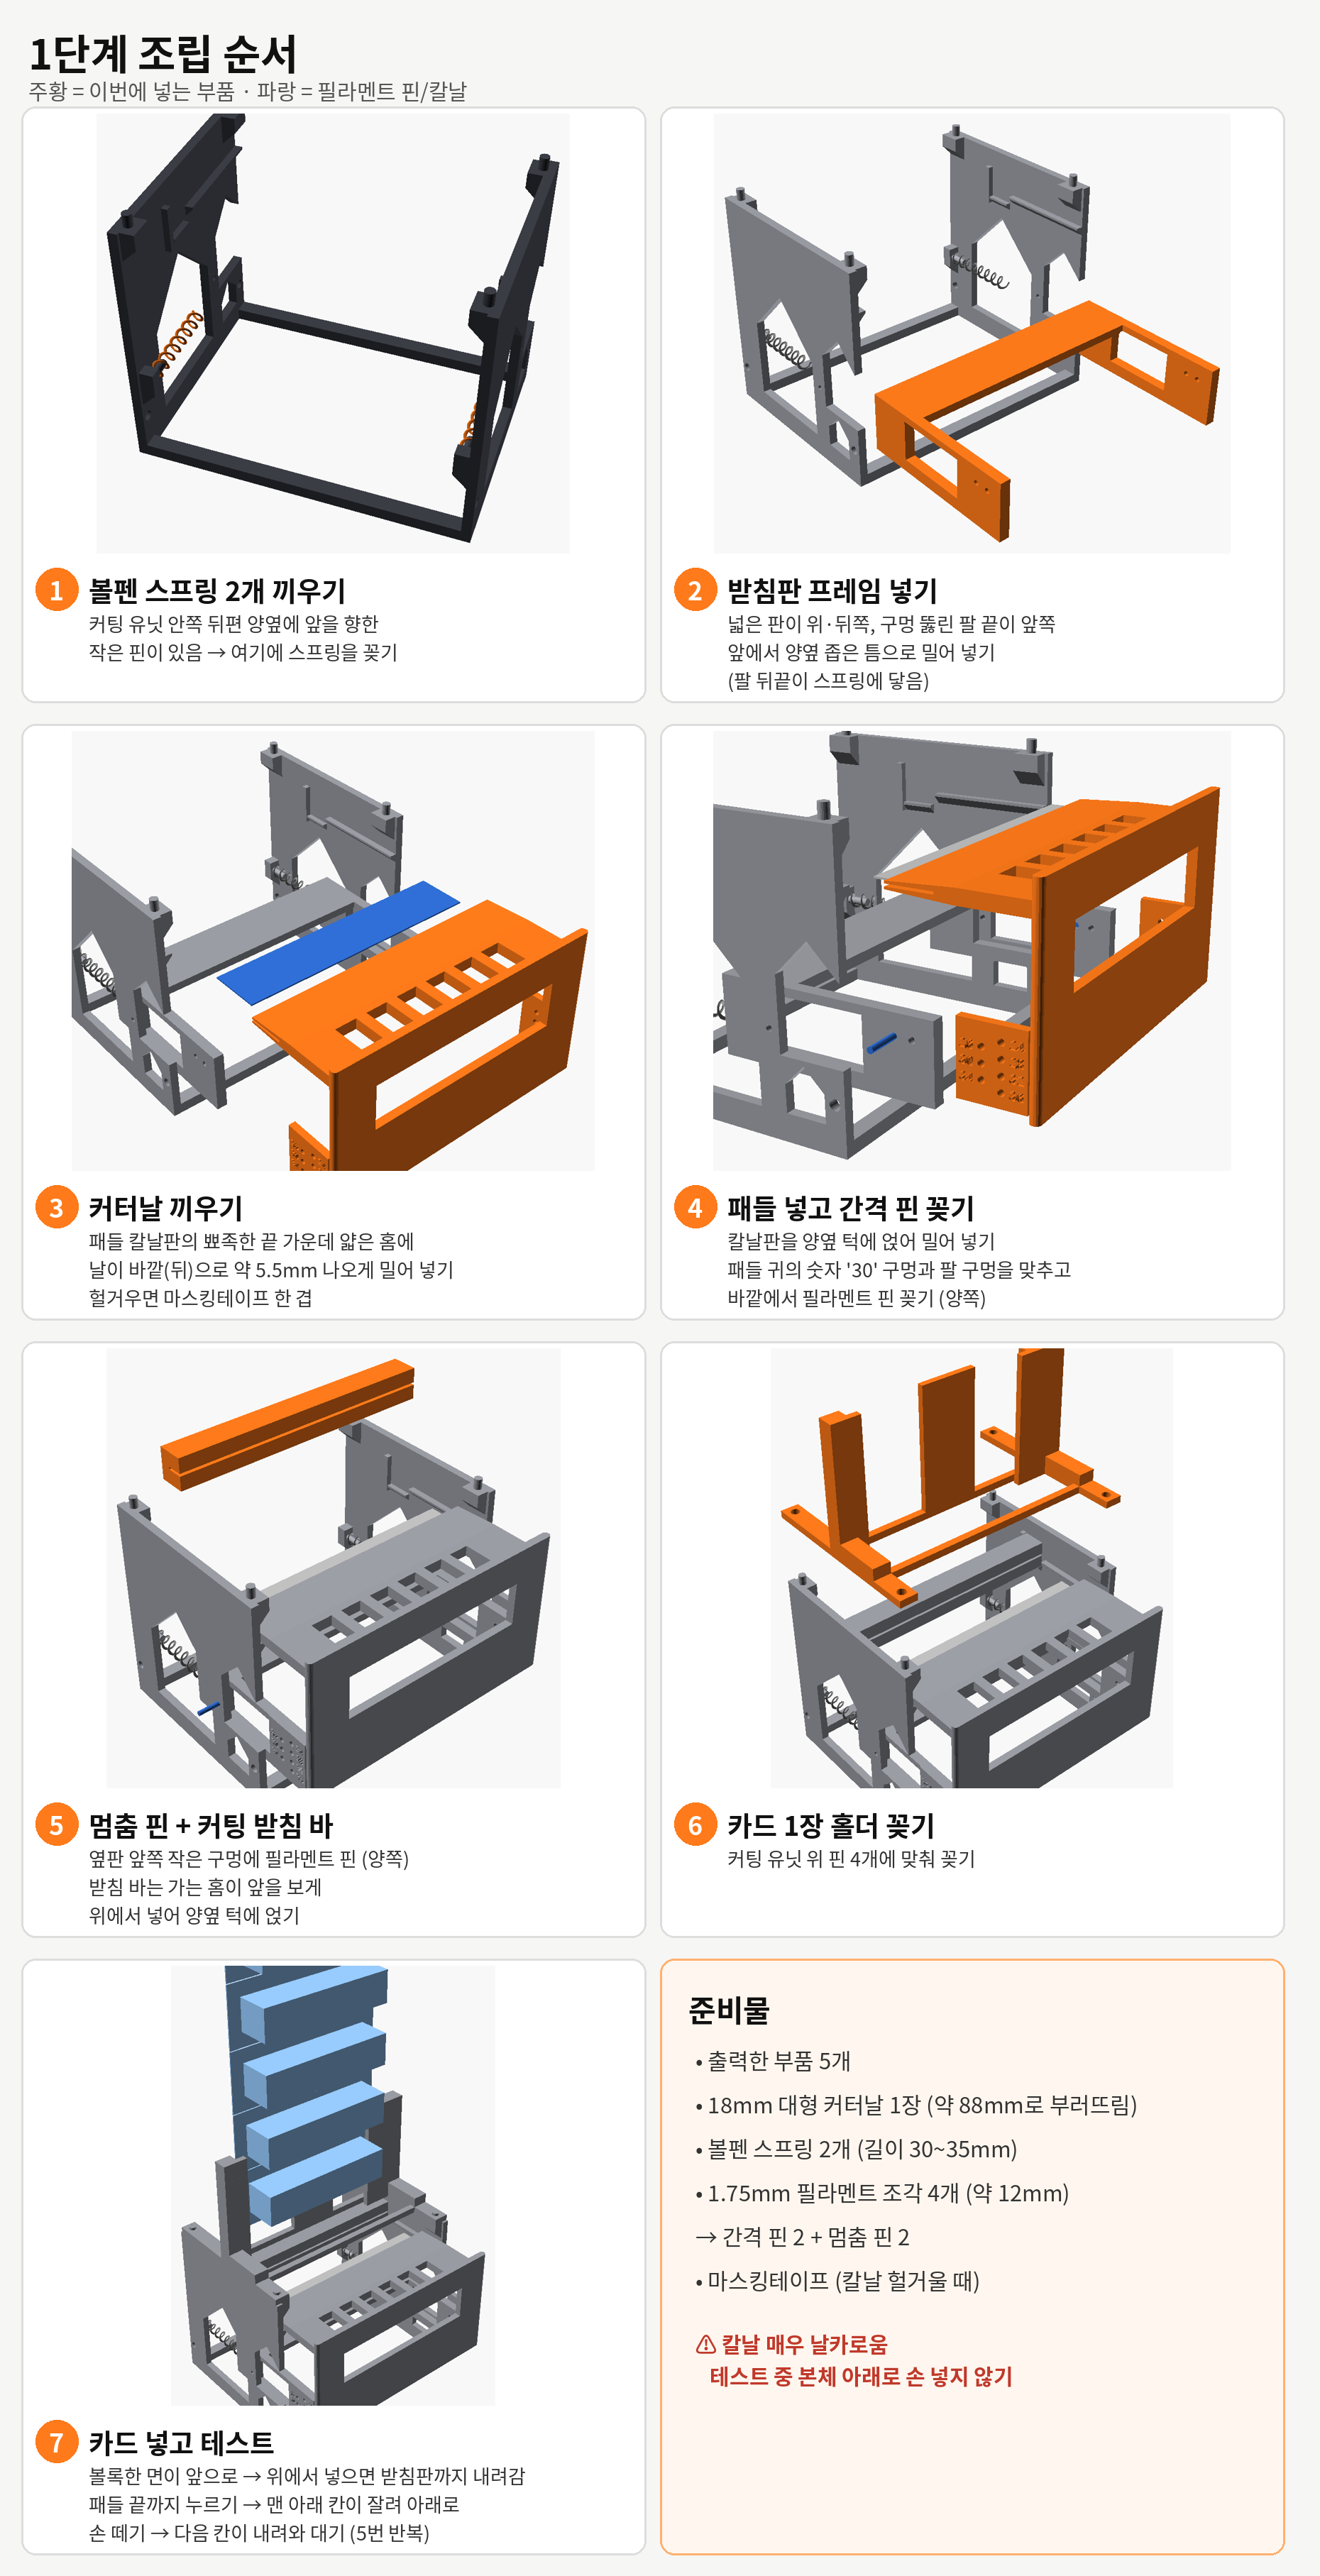 1단계 조립 순서
주황 = 이번에 넣는 부품 · 파랑 = 필라멘트 핀/칼날
1 볼펜 스프링 2개 끼우기
커팅 유닛 안쪽 뒤편 양옆에 앞을 향한
작은 핀이 있음 → 여기에 스프링을 꽂기
2 받침판 프레임 넣기
넓은 판이 위·뒤쪽, 구멍 뚫린 팔 끝이 앞쪽
앞에서 양옆 좁은 틈으로 밀어 넣기
(팔 뒤끝이 스프링에 닿음)
3 커터날 끼우기
패들 칼날판의 뾰족한 끝 가운데 얇은 홈에
날이 바깥(뒤)으로 약 5.5mm 나오게 밀어 넣기
헐거우면 마스킹테이프 한 겹
4 패들 넣고 간격 핀 꽂기
칼날판을 양옆 턱에 얹어 밀어 넣기
패들 귀의 숫자 '30' 구멍과 팔 구멍을 맞추고
바깥에서 필라멘트 핀 꽂기 (양쪽)
5 멈춤 핀 + 커팅 받침 바
옆판 앞쪽 작은 구멍에 필라멘트 핀 (양쪽)
받침 바는 가는 홈이 앞을 보게
위에서 넣어 양옆 턱에 얹기
6 카드 1장 홀더 꽂기
커팅 유닛 위 핀 4개에 맞춰 꽂기
7 카드 넣고 테스트
볼록한 면이 앞으로 → 위에서 넣으면 받침판까지 내려감
패들 끝까지 누르기 → 맨 아래 칸이 잘려 아래로
손 떼기 → 다음 칸이 내려와 대기 (5번 반복)
준비물
• 출력한 부품 5개
• 18mm 대형 커터날 1장 (약 88mm로 부러뜨림)
• 볼펜 스프링 2개 (길이 30~35mm)
• 1.75mm 필라멘트 조각 4개 (약 12mm)
→ 간격 핀 2 + 멈춤 핀 2
• 마스킹테이프 (칼날 헐거울 때)
⚠ 칼날 매우 날카로움
테스트 중 본체 아래로 손 넣지 않기